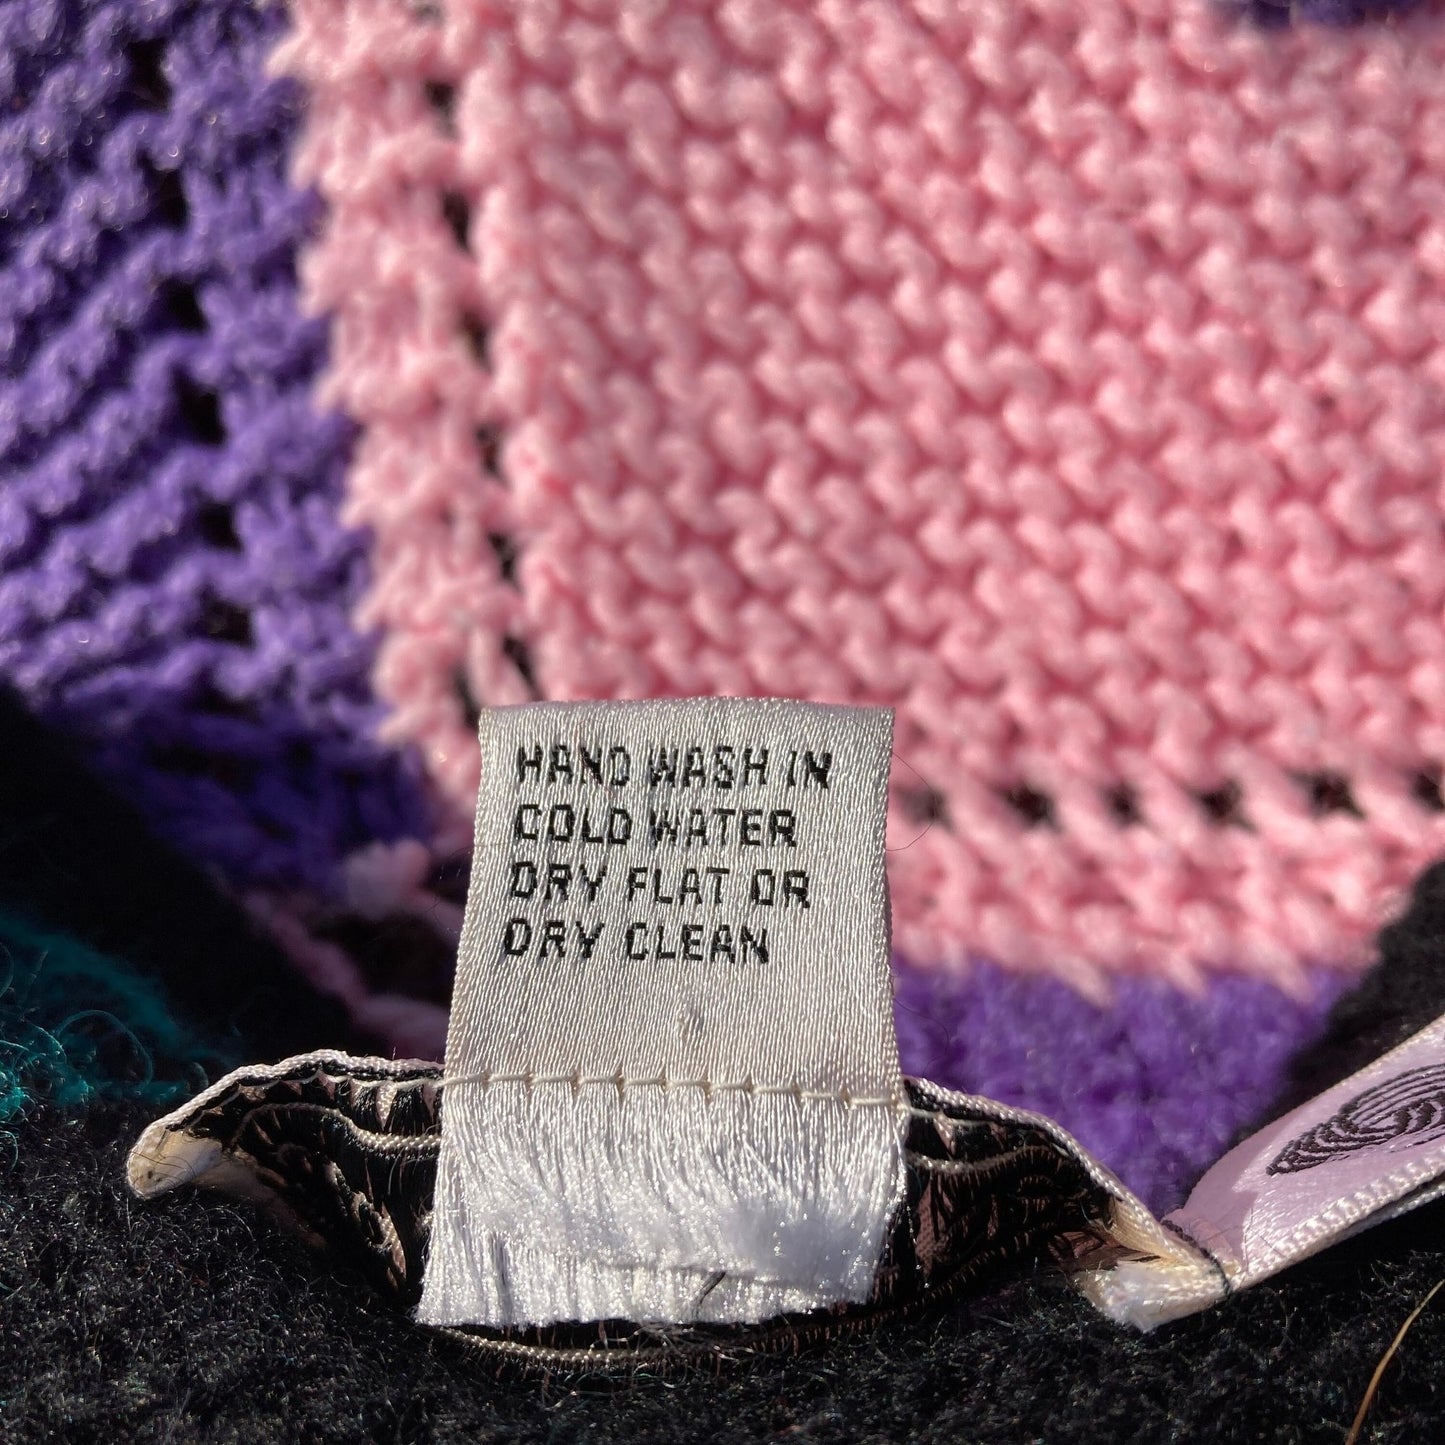 HAND WASH IN
COLD WATER
DRY FLAT OR
DRY CLEAN